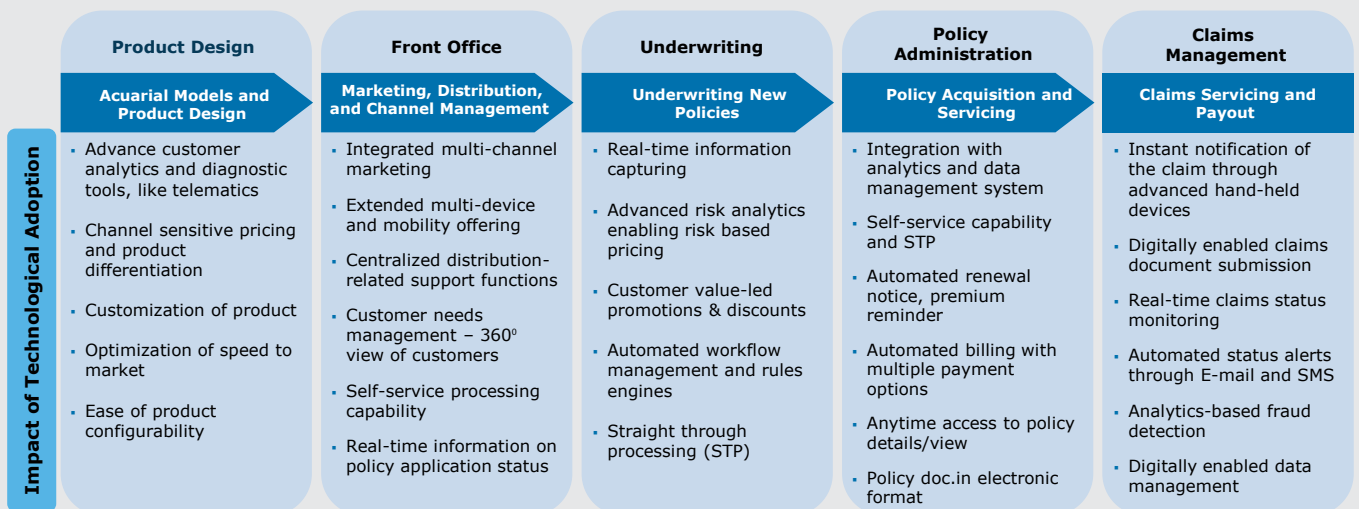 Impact of Technological Adoption
Product Design
Acuarial Models and
Product Design
▪ Advance customer
analytics and diagnostic
tools, like telematics
▪ Channel sensitive pricing
and product
differentiation
▪ Customization of product
▪ Optimization of speed to
market
▪ Ease of product
configurability
Front Office
Marketing, Distribution,
and Channel Management
▪ Integrated multi-channel
marketing
▪ Extended multi-device
and mobility offering
▪ Centralized distribution-
related support functions
▪ Customer needs
management – 360⁰
view of customers
▪ Self-service processing
capability
▪ Real-time information on
policy application status
Underwriting
Underwriting New
Policies
▪ Real-time information
capturing
▪ Advanced risk analytics
enabling risk based
pricing
▪ Customer value-led
promotions & discounts
▪ Automated workflow
management and rules
engines
▪ Straight through
processing (STP)
Policy
Administration
Policy Acquisition and
Servicing
▪ Integration with
analytics and data
management system
▪ Self-service capability
and STP
▪ Automated renewal
notice, premium
reminder
▪ Automated billing with
multiple payment
options
▪ Anytime access to policy
details/view
▪ Policy doc.in electronic
format
Claims
Management
Claims Servicing and
Payout
▪ Instant notification of
the claim through
advanced hand-held
devices
▪ Digitally enabled claims
document submission
▪ Real-time claims status
monitoring
▪ Automated status alerts
through E-mail and SMS
▪ Analytics-based fraud
detection
▪ Digitally enabled data
management